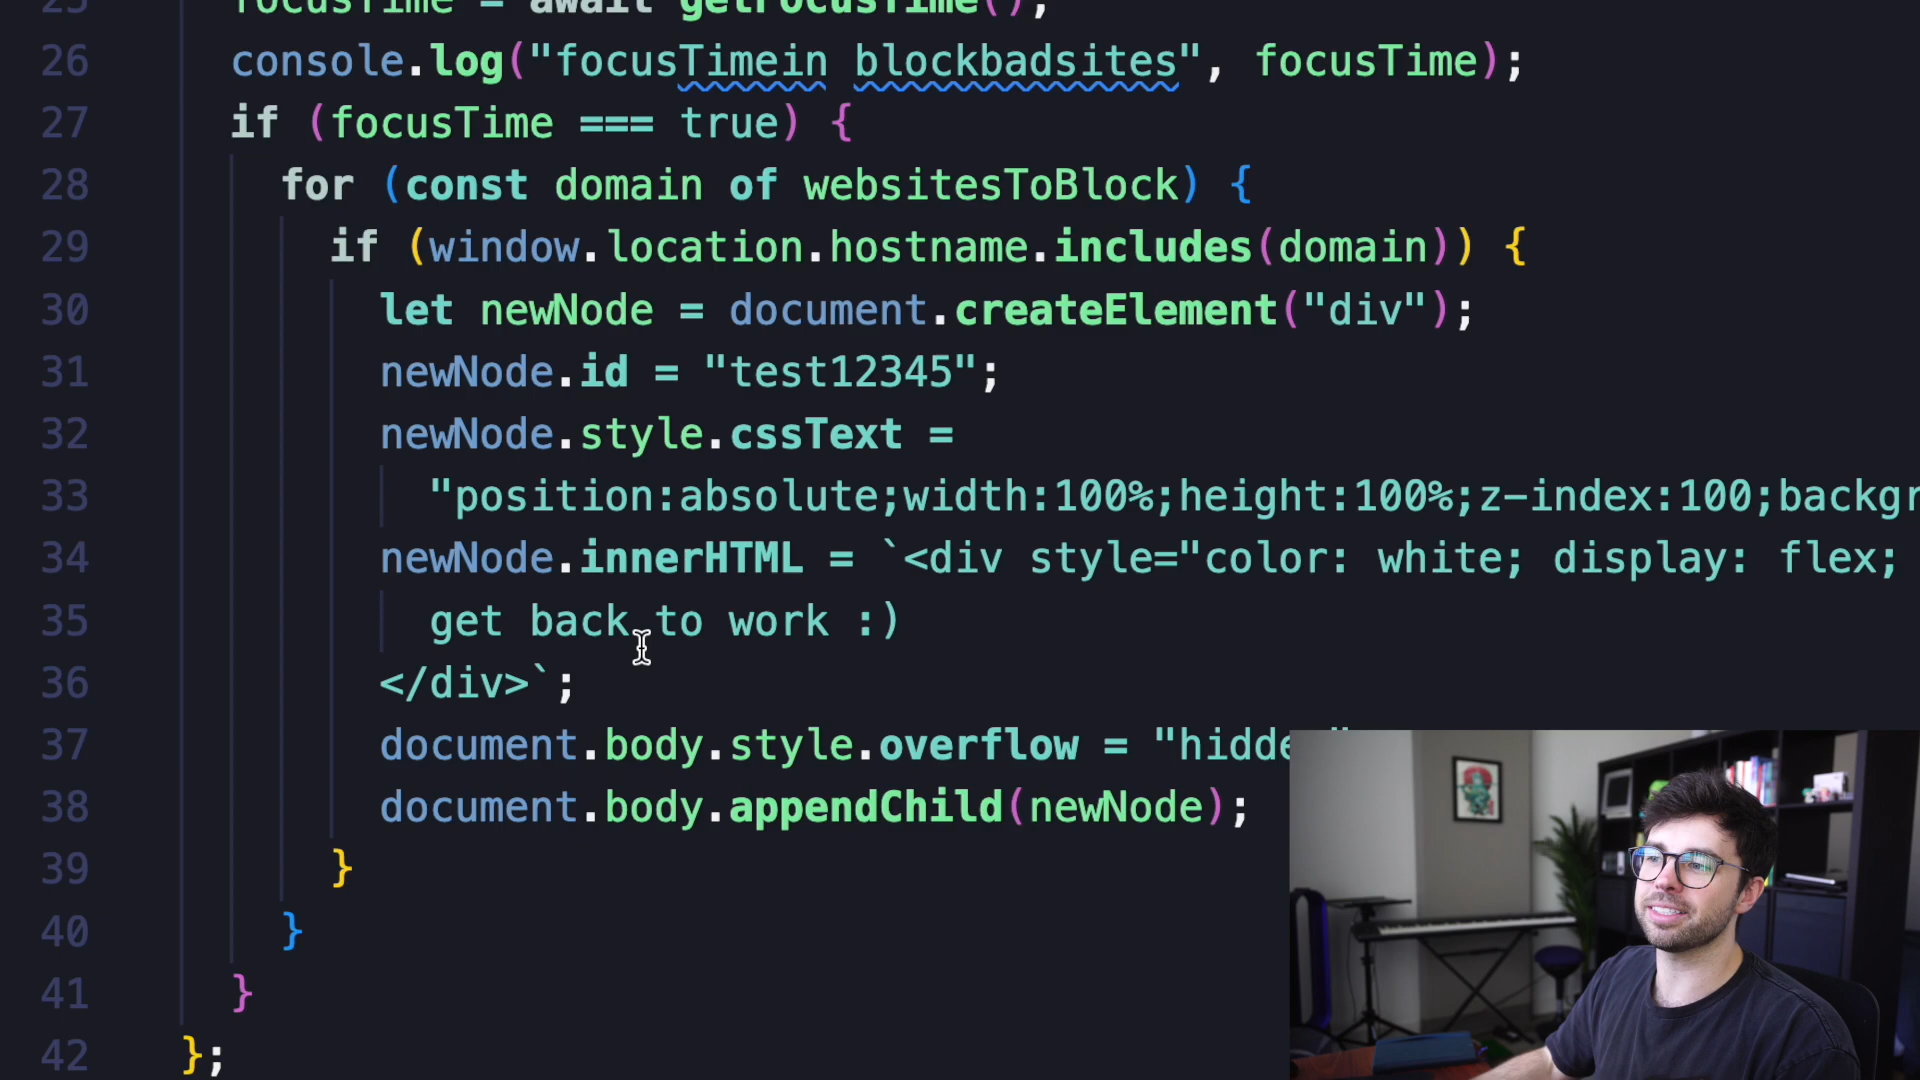 25 focusTime = await getFocusTime();
26 console.log("focusTimein blockbadsites", focusTime);
27 if (focusTime === true) {
28 for (const domain of websitesToBlock) {
29 if (window.location.hostname.includes(domain)) {
30 let newNode = document.createElement("div");
31 newNode.id = "test12345";
32 newNode.style.cssText =
33 "position:absolute;width:100%;height:100%;z-index:100;backgr
34 newNode.innerHTML = `<div style="color: white; display: flex;
35 get back to work :)
36 </div>`;
37 document.body.style.overflow = "hidde
38 document.body.appendChild(newNode);
39 }
40 }
41 }
42 };